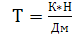 Т = К*Н / Дм